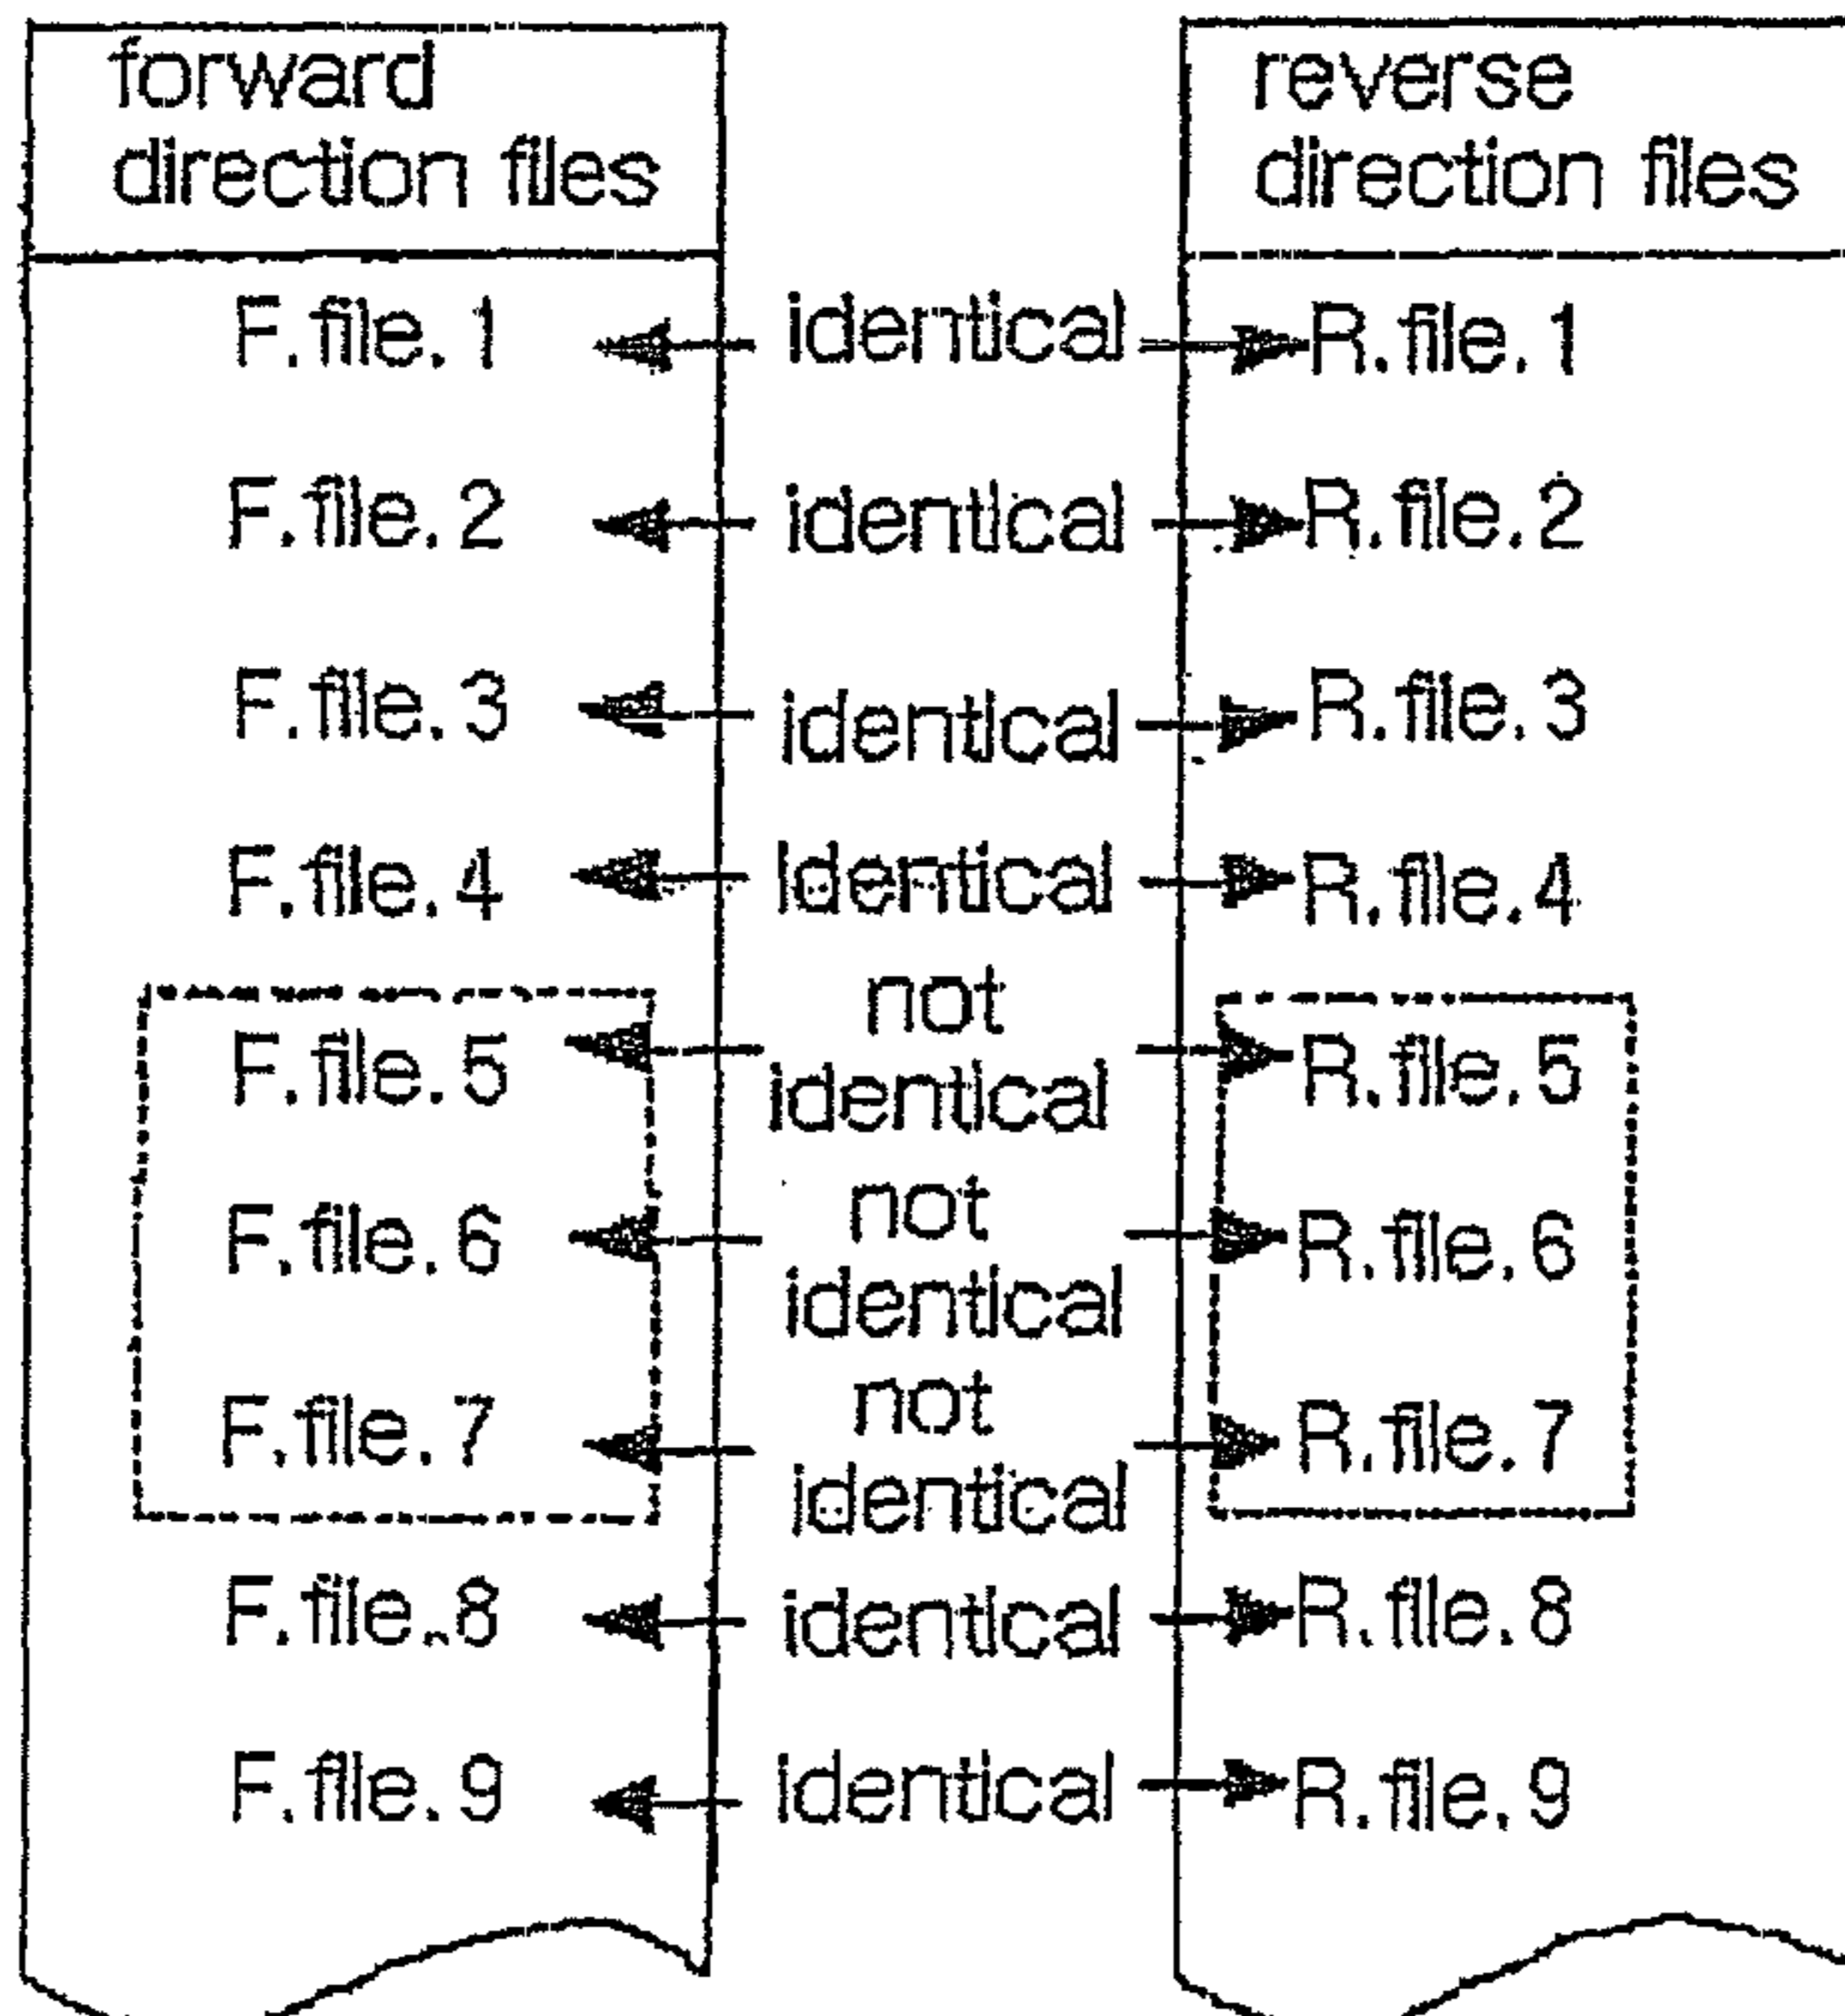 forward
direction files
reverse
direction files
F.file.1 identical R.file.1
F.file.2 identical R.file.2
F.file.3 identical R.file.3
F.file.4 identical R.file.4
not
F.file.5 identical R.file.5
not
F.file.6 identical R.file.6
not
F.file.7 identical R.file.7
F.file.8 identical R.file.8
F.file.9 identical R.file.9